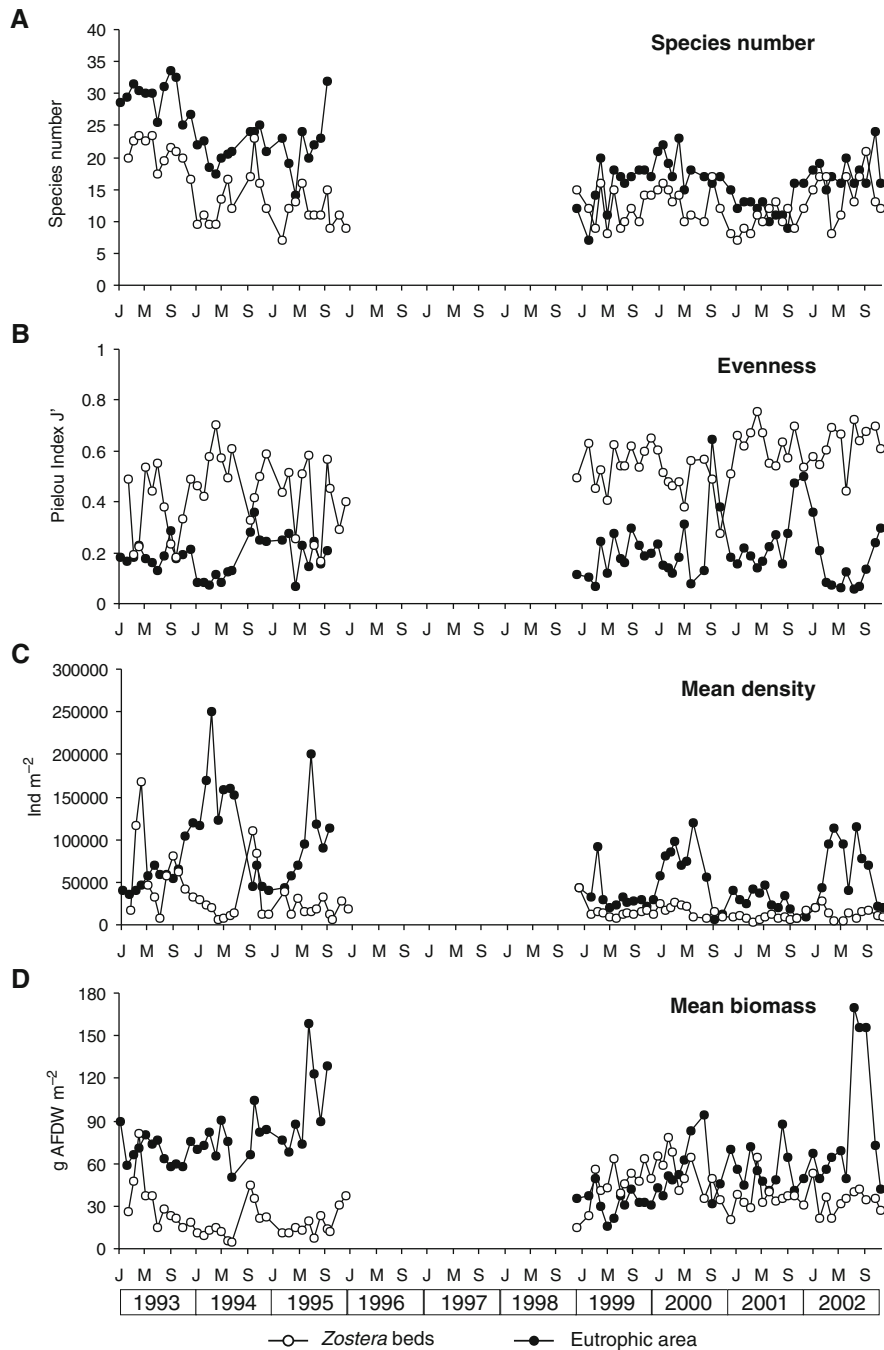 A
Species number
Species number
40
35
30
25
20
15
10
5
0
J M S J M S J M S J M S J M S J M S J M S J M S J M S J M S
B
Evenness
Pielou Index J'
1
0.8
0.6
0.4
0.2
0
J M S J M S J M S J M S J M S J M S J M S J M S J M S J M S
C
Mean density
Ind m−2
300000
250000
200000
150000
100000
50000
0
J M S J M S J M S J M S J M S J M S J M S J M S J M S J M S
D
Mean biomass
g AFDW m−2
180
150
120
90
60
30
0
J M S J M S J M S J M S J M S J M S J M S J M S J M S J M S
1993 1994 1995 1996 1997 1998 1999 2000 2001 2002
Zostera beds Eutrophic area